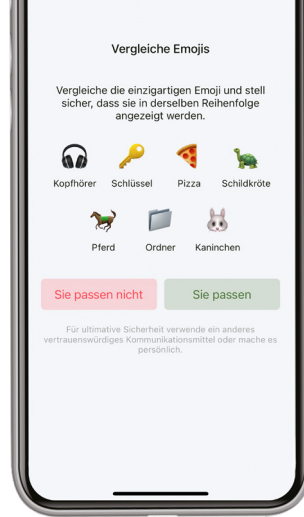 Vergleiche Emojis
Vergleiche die einzigartigen Emoji und stell
sicher, dass sie in derselben Reihenfolge
angezeigt werden.
Kopfhörer Schlüssel Pizza Schildkröte
Pferd Ordner Kaninchen
Sie passen nicht Sie passen
Für ultimative Sicherheit verwende ein anderes
vertrauenswürdiges Kommunikationsmittel oder mache es
persönlich.